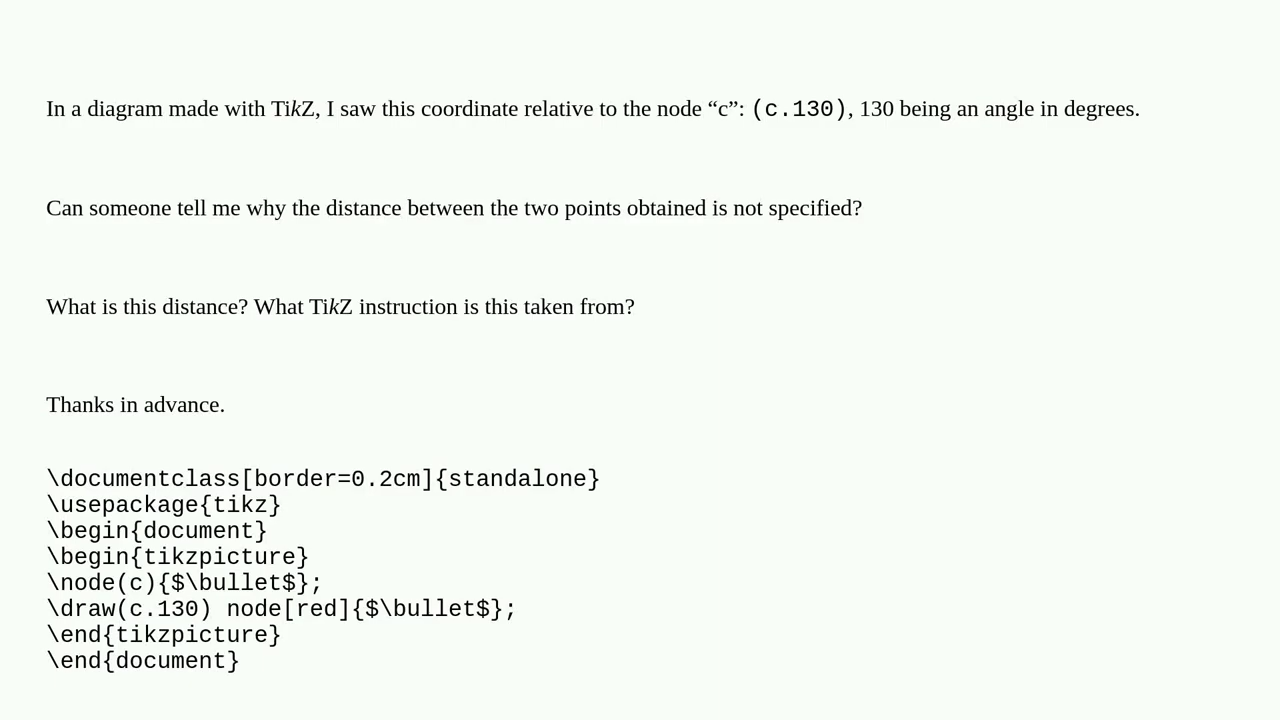 In a diagram made with TikZ, I saw this coordinate relative to the node “c”: (c.130), 130 being an angle in degrees.
Can someone tell me why the distance between the two points obtained is not specified?
What is this distance? What TikZ instruction is this taken from?
Thanks in advance.
\documentclass[border=0.2cm]{standalone}
\usepackage{tikz}
\begin{document}
\begin{tikzpicture}
\node(c){$\bullet$};
\draw(c.130) node[red]{$\bullet$};
\end{tikzpicture}
\end{document}